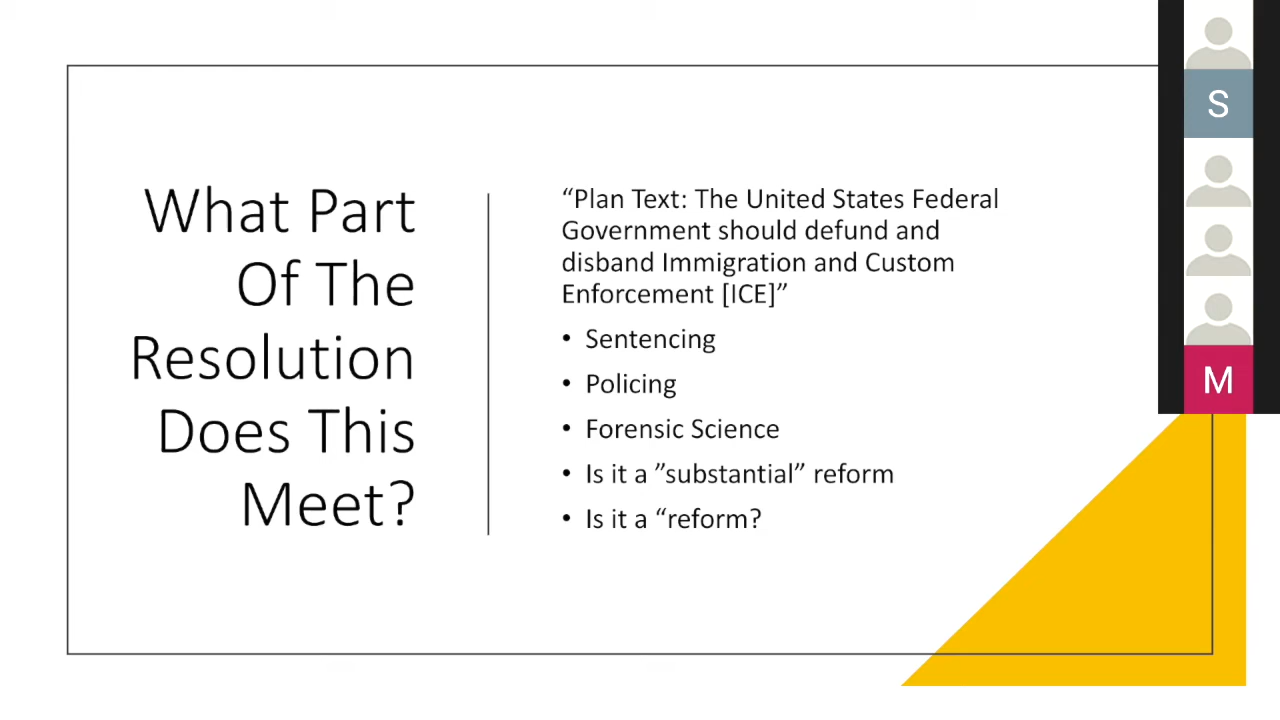 What Part
Of The
Resolution
Does This
Meet?
“Plan Text: The United States Federal
Government should defund and
disband Immigration and Custom
Enforcement [ICE]”
• Sentencing
• Policing
• Forensic Science
• Is it a ”substantial” reform
• Is it a “reform?
S
M